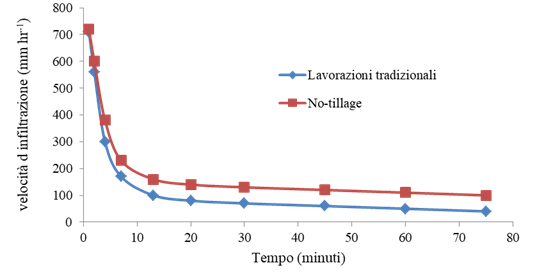 velocità d infiltrazione (mm hr-1)
800
700
600
500
400
300
200
100
0
Lavorazioni tradizionali
No-tillage
0 10 20 30 40 50 60 70 80
Tempo (minuti)